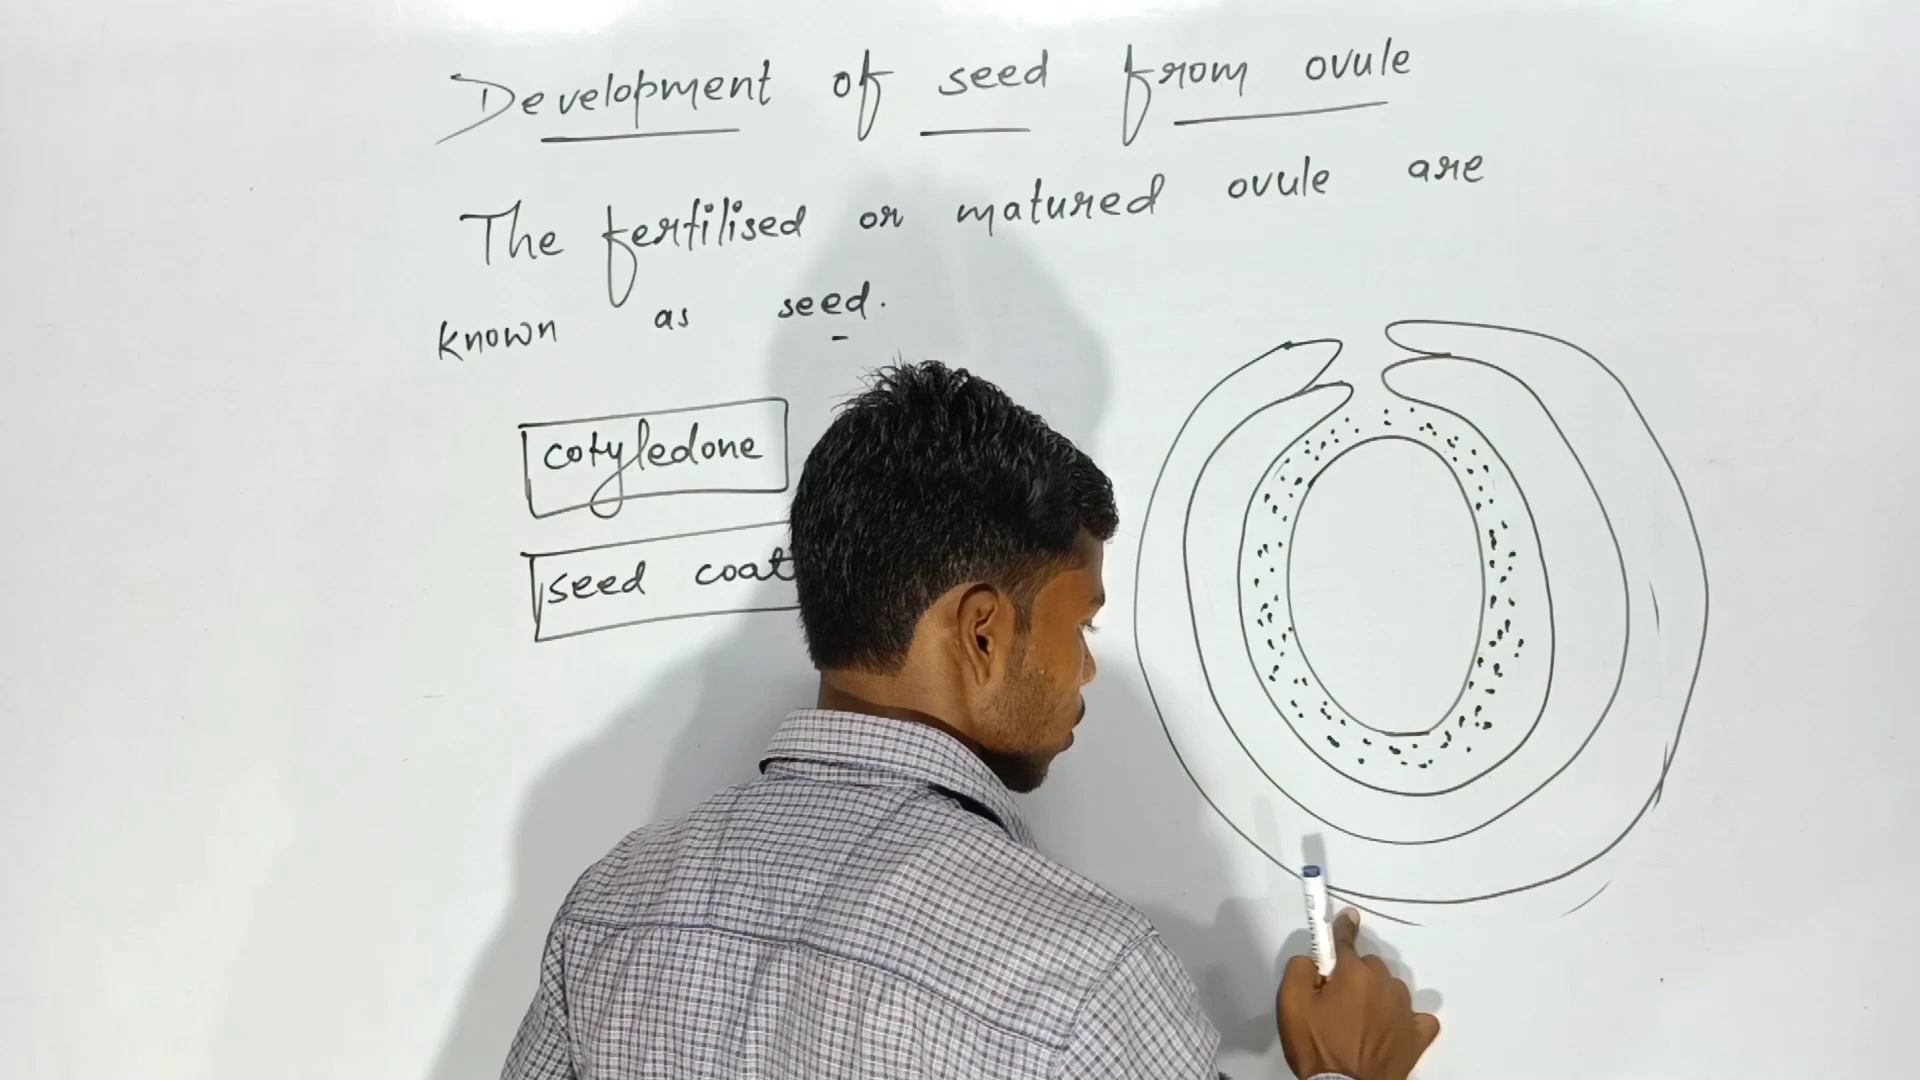 Development of seed from ovule
The fertilised or matured ovule are
known as seed.
cotyledone
seed coat